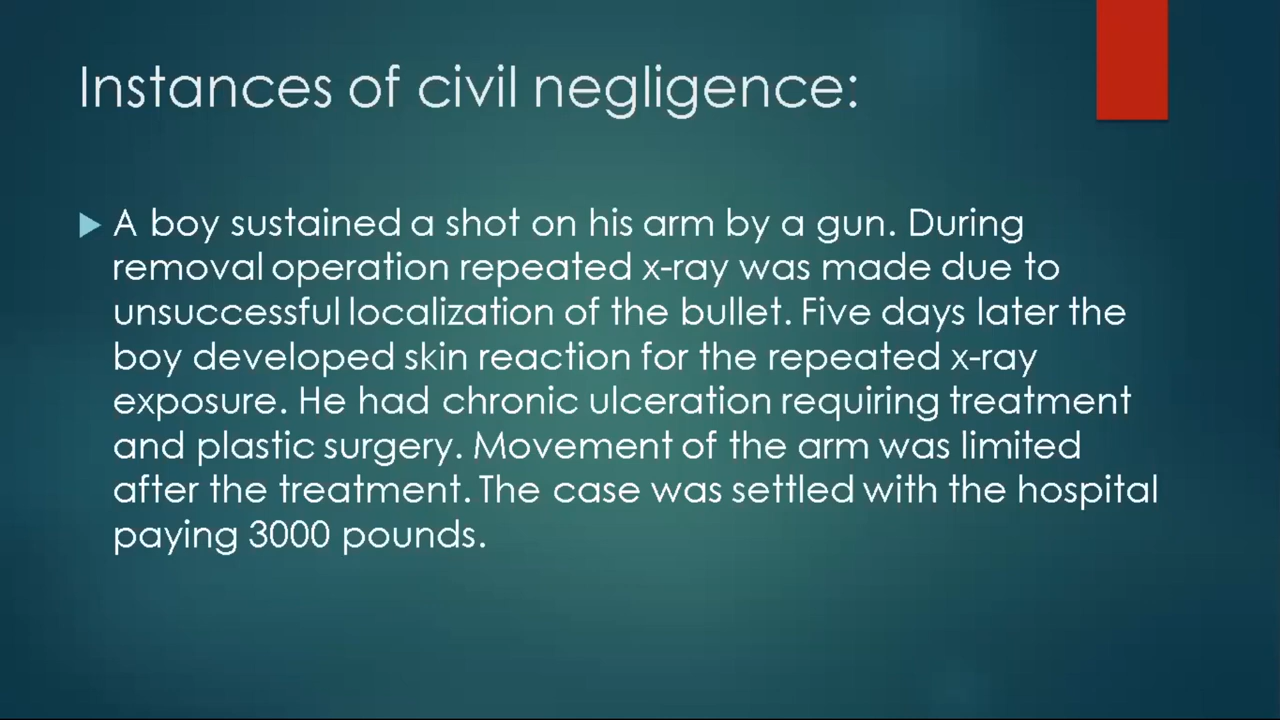 Instances of civil negligence:
A boy sustained a shot on his arm by a gun. During
removal operation repeated x-ray was made due to
unsuccessful localization of the bullet. Five days later the
boy developed skin reaction for the repeated x-ray
exposure. He had chronic ulceration requiring treatment
and plastic surgery. Movement of the arm was limited
after the treatment. The case was settled with the hospital
paying 3000 pounds.